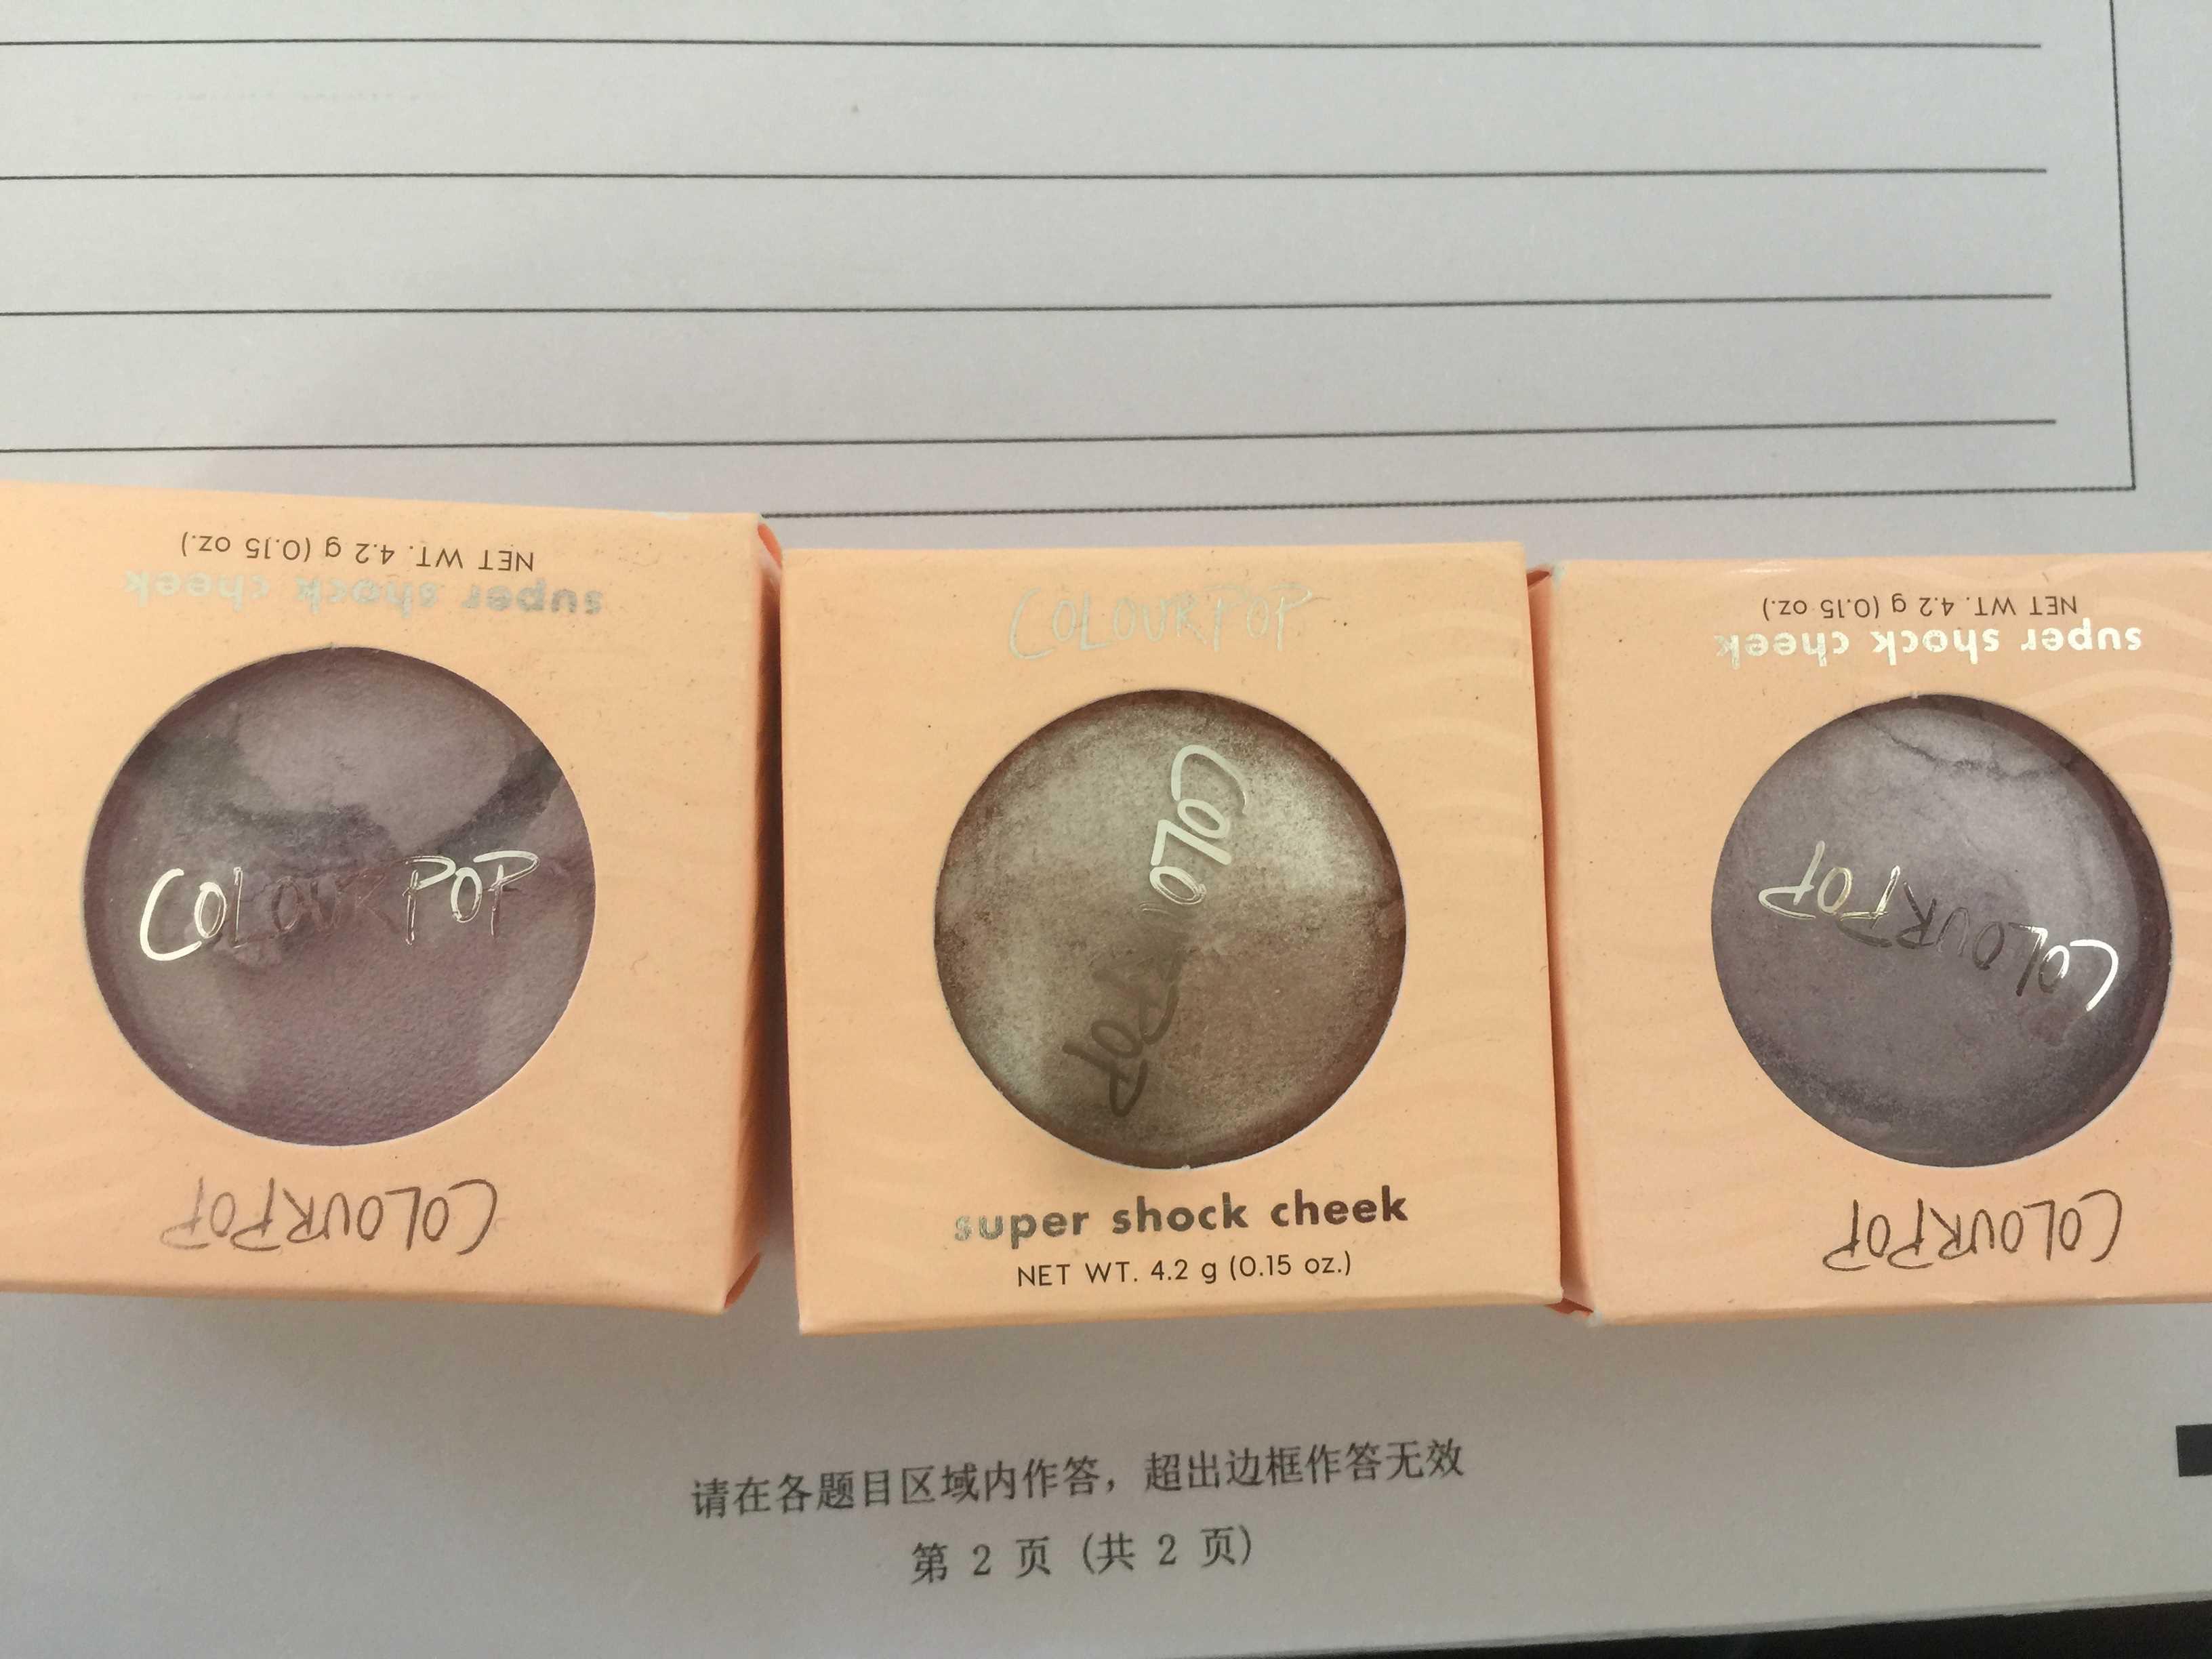 NET WT. 4.2 g (0.15 oz.)
super shock cheek
COLOURPOP
COLOURPOP
COLOURPOP
COLOURPOP
super shock cheek
NET WT. 4.2 g (0.15 oz.)
NET WT. 4.2 g (0.15 oz.)
super shock cheek
COLOURPOP
COLOURPOP
请在各题目区域内作答，超出边框作答无效
第 2 页 (共 2 页)